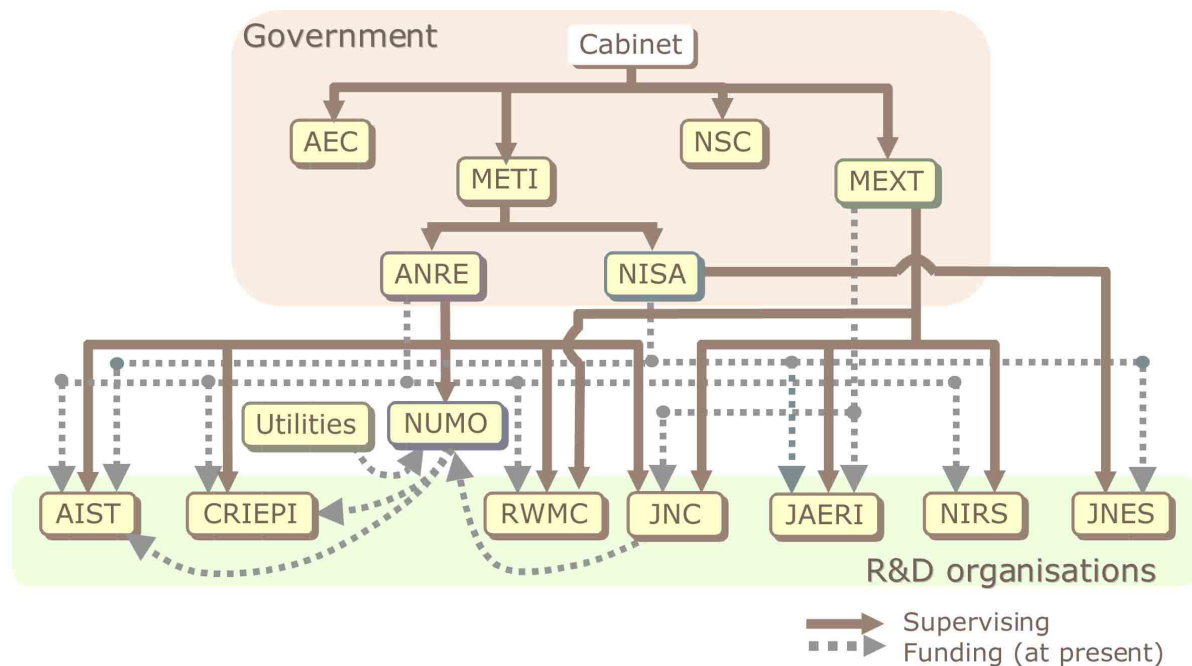 Government
Cabinet
AEC
NSC
METI
MEXT
ANRE
NISA
Utilities
NUMO
AIST
CRIEPI
RWMC
JNC
JAERI
NIRS
JNES
R&D organisations
Supervising
Funding (at present)